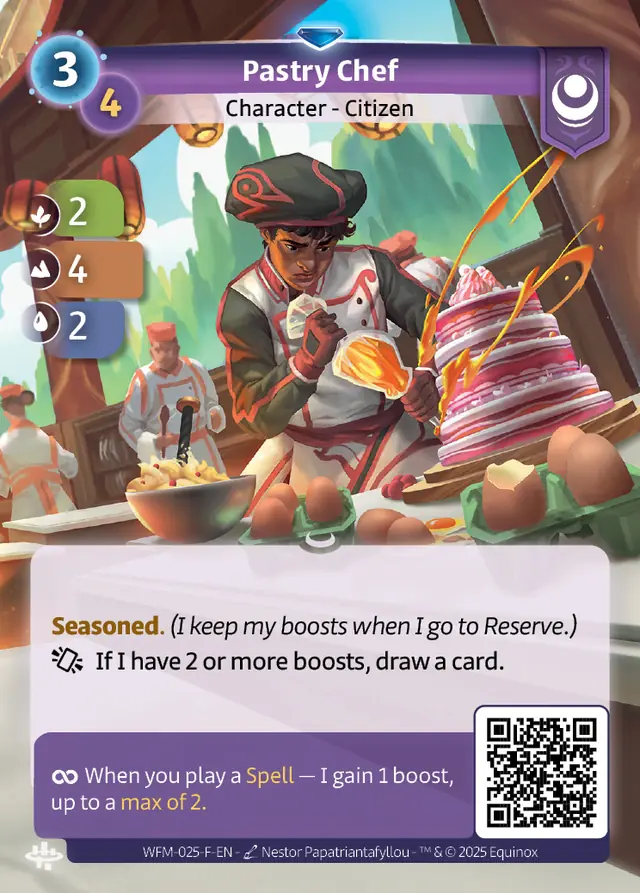 3
Pastry Chef
4
Character - Citizen
2
4
2
Seasoned. (I keep my boosts when I go to Reserve.)
If I have 2 or more boosts, draw a card.
∞ When you play a Spell — I gain 1 boost,
up to a max of 2.
WFM-025-F-EN - Nestor Papatriantafyllou - ™ & © 2025 Equinox